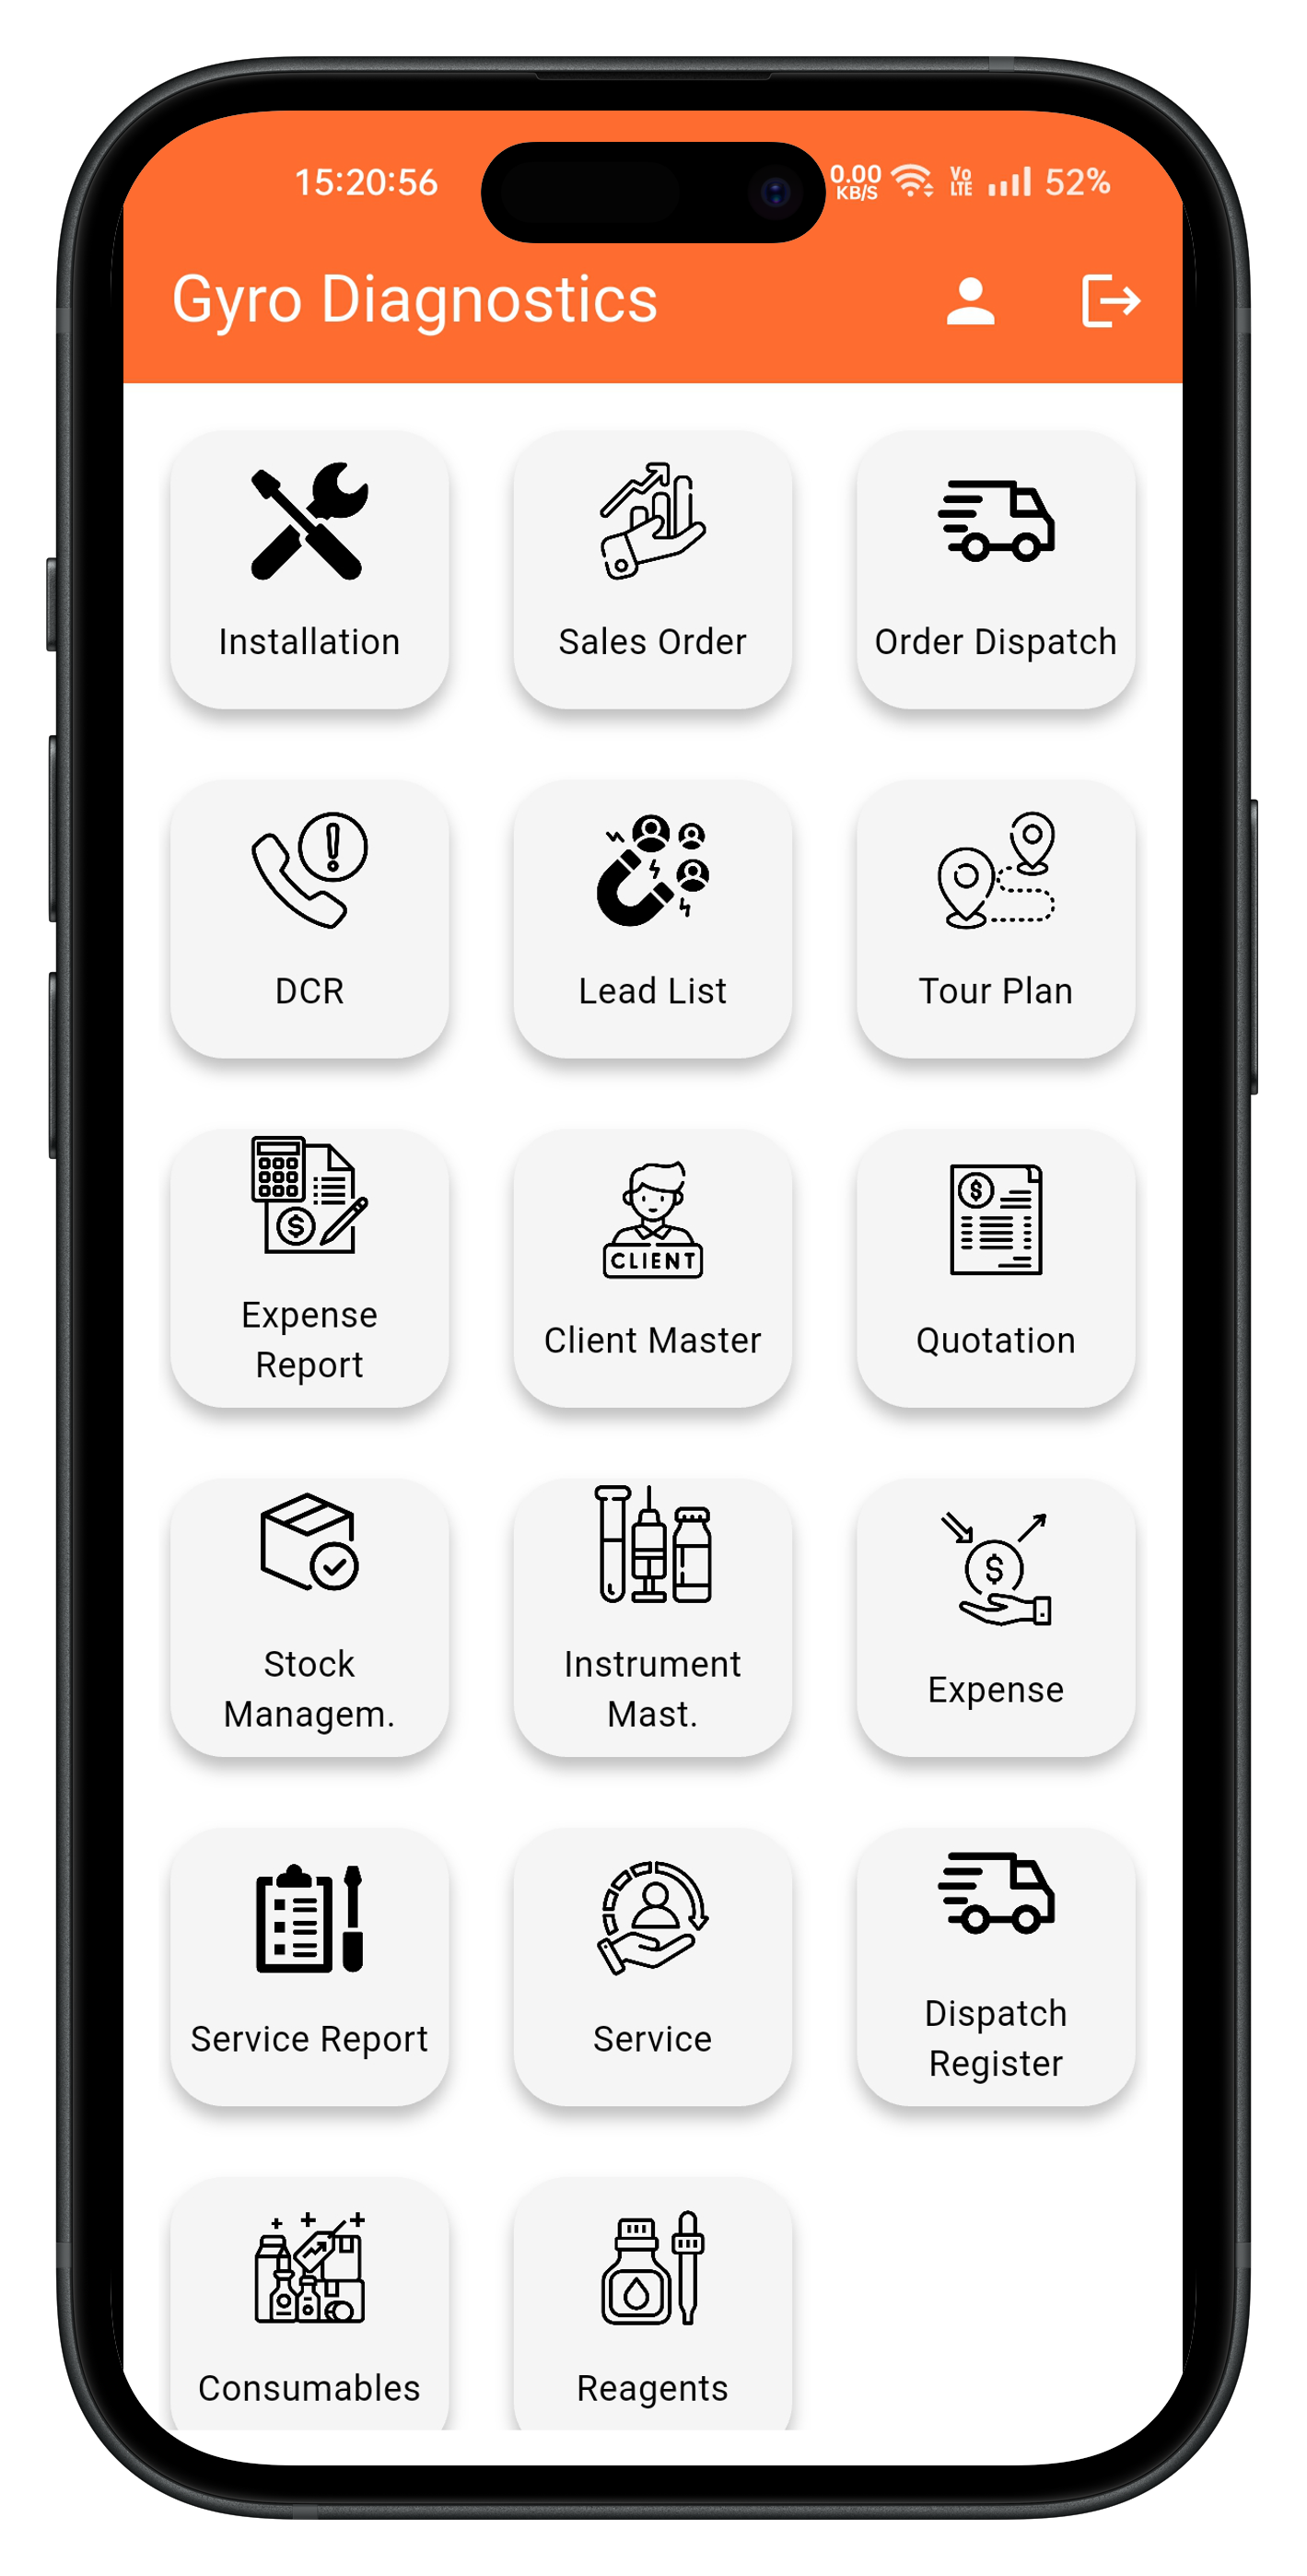 15:20:56 0.00 KB/S Vo LTE 52%
Gyro Diagnostics
Installation
Sales Order
Order Dispatch
DCR
Lead List
Tour Plan
Expense
Report
CLIENT
Client Master
Quotation
Stock
Managem.
Instrument
Mast.
Expense
Service Report
Service
Dispatch
Register
Consumables
Reagents